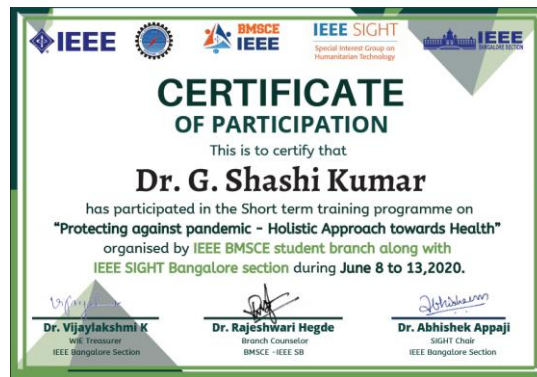 IEEE
BMSCE
IEEE
IEEE SIGHT
Special Interest Group on
Humanitarian Technology
IEEE
BANGALORE SECTION
CERTIFICATE
OF PARTICIPATION
This is to certify that
Dr. G. Shashi Kumar
has participated in the Short term training programme on
"Protecting against pandemic - Holistic Approach towards Health"
organised by IEEE BMSCE student branch along with
IEEE SIGHT Bangalore section during June 8 to 13,2020.
Dr. Vijaylakshmi K
WIE Treasurer
IEEE Bangalore Section
Dr. Rajeshwari Hegde
Branch Counselor
BMSCE -IEEE SB
Dr. Abhishek Appaji
SIGHT Chair
IEEE Bangalore Section